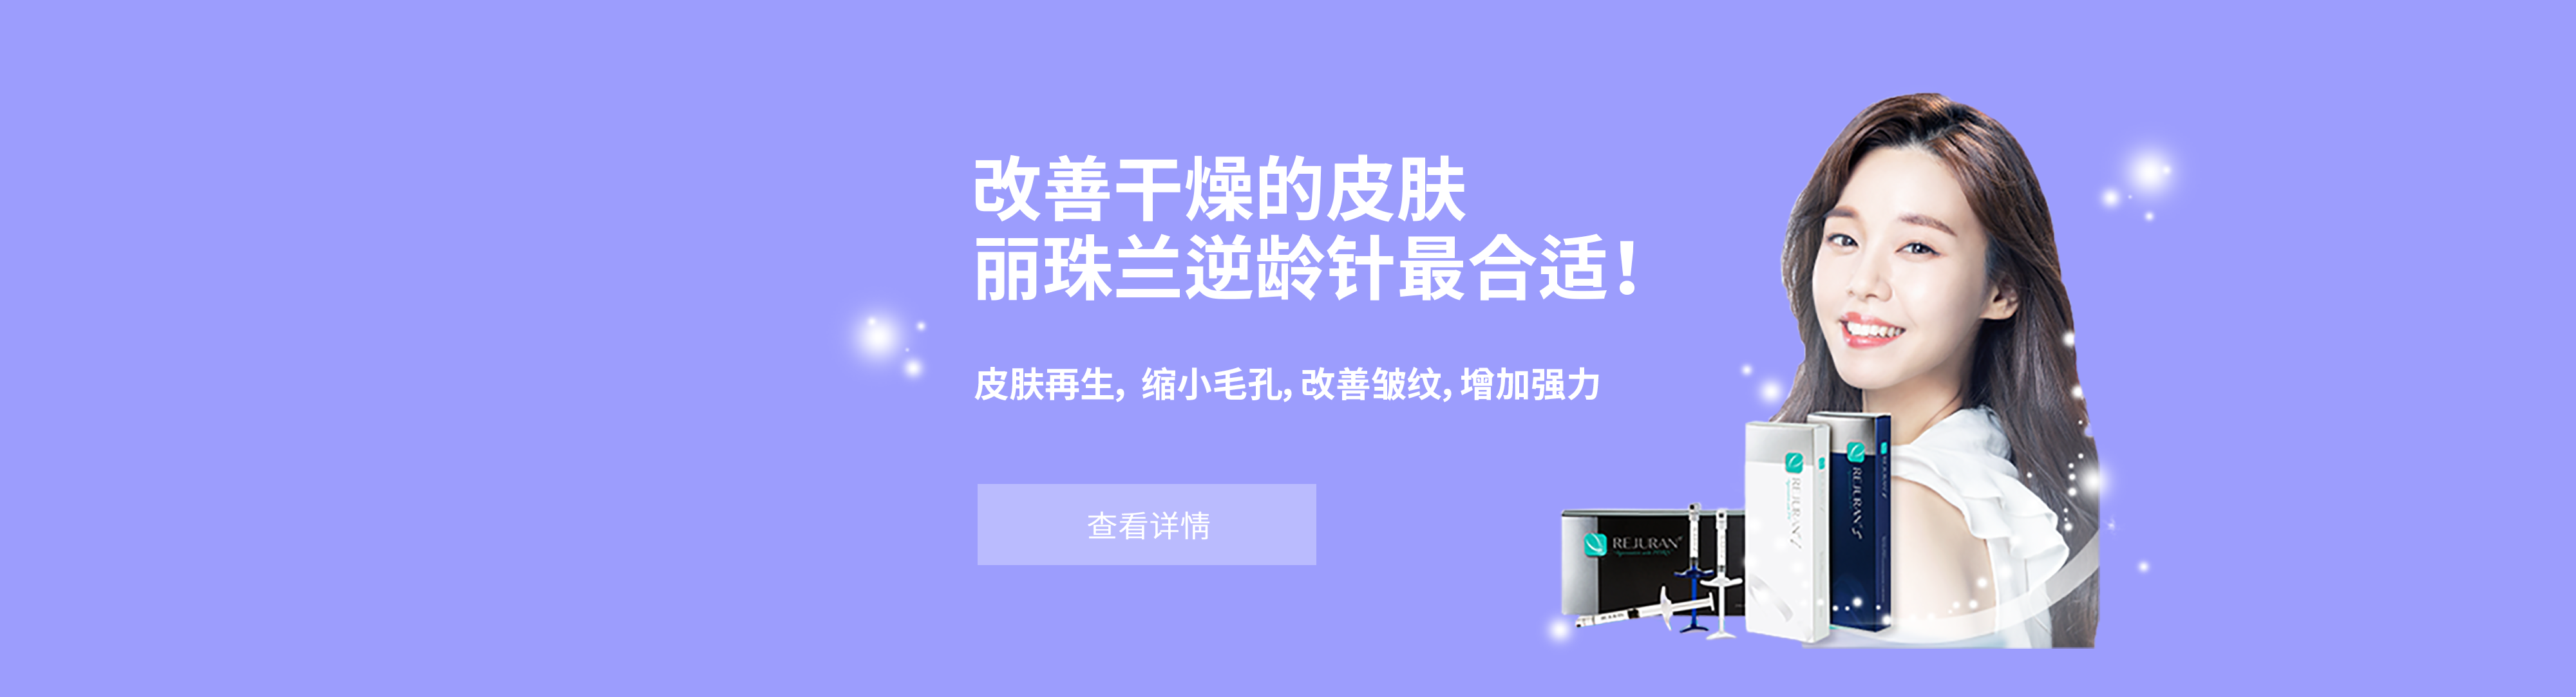 改善干燥的皮肤
丽珠兰逆龄针最合适！
皮肤再生, 缩小毛孔, 改善皱纹, 增加强力
查看详情
REJURAN®
REJURAN
REJURAN S